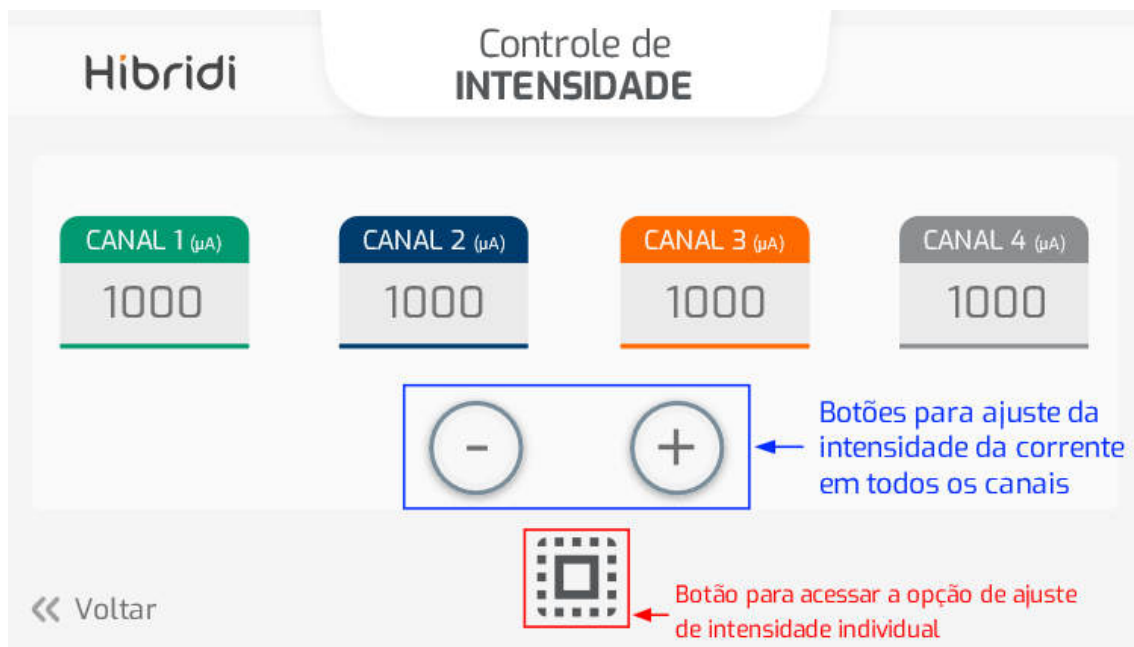 Hibridi
Controle de
INTENSIDADE
CANAL 1 (μA)
CANAL 2 (μA)
CANAL 3 (μA)
CANAL 4 (μA)
1000
1000
1000
1000
-
+
Botões para ajuste da
intensidade da corrente
em todos os canais
« Voltar
Botão para acessar a opção de ajuste
de intensidade individual